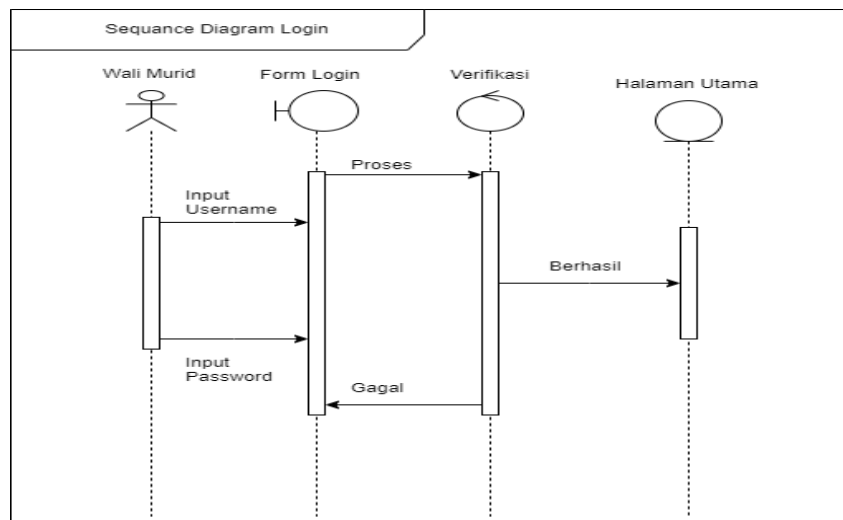 Sequance Diagram Login
Wali Murid
Form Login
Verifikasi
Halaman Utama
Proses
Input
Username
Berhasil
Input
Password
Gagal